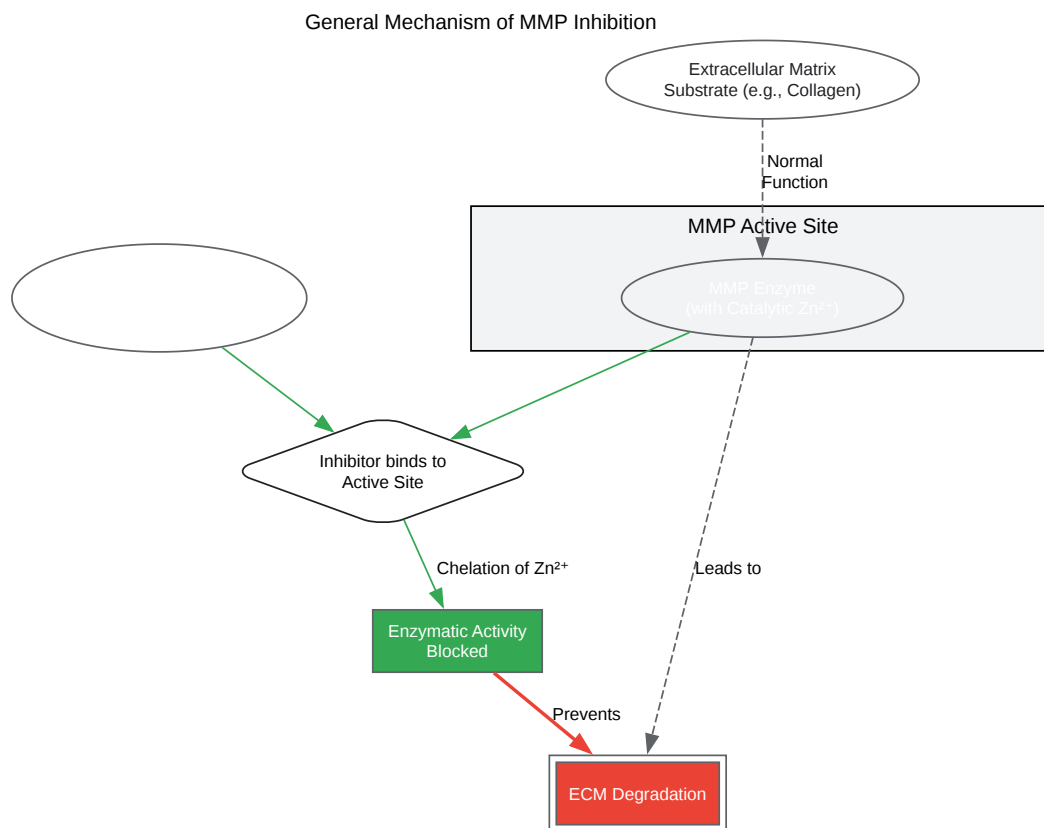 General Mechanism of MMP Inhibition
Extracellular Matrix
Substrate (e.g., Collagen)
Normal
Function
MMP Active Site
MMP Enzyme
(with Catalytic Zn²⁺)
Inhibitor binds to
Active Site
Chelation of Zn²⁺
Leads to
Enzymatic Activity
Blocked
Prevents
ECM Degradation